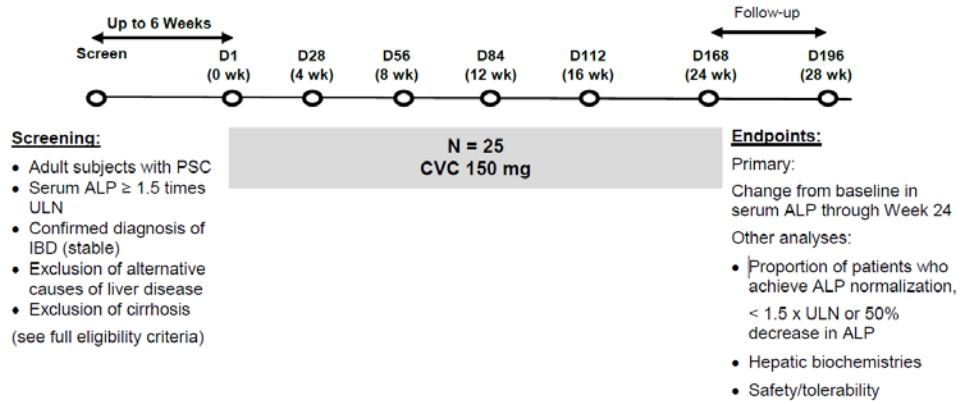 Up to 6 Weeks
Follow-up
Screen
D1
(0 wk)
D28
(4 wk)
D56
(8 wk)
D84
(12 wk)
D112
(16 wk)
D168
(24 wk)
D196
(28 wk)
Screening:
• Adult subjects with PSC
• Serum ALP ≥ 1.5 times
ULN
• Confirmed diagnosis of
IBD (stable)
• Exclusion of alternative
causes of liver disease
• Exclusion of cirrhosis
(see full eligibility criteria)
N = 25
CVC 150 mg
Endpoints:
Primary:
Change from baseline in
serum ALP through Week 24
Other analyses:
• Proportion of patients who
achieve ALP normalization,
< 1.5 x ULN or 50%
decrease in ALP
• Hepatic biochemistries
• Safety/tolerability